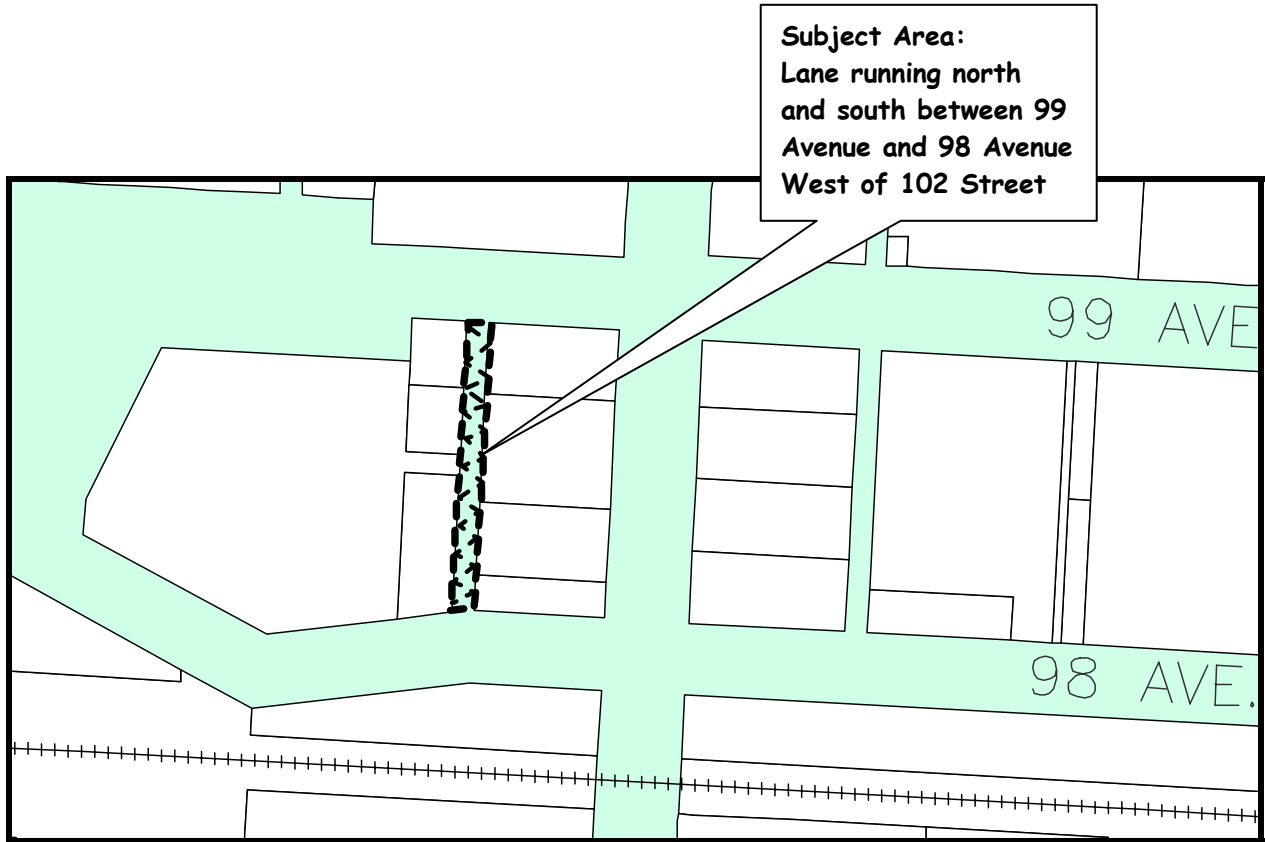 Subject Area:
Lane running north
and south between 99
Avenue and 98 Avenue
West of 102 Street
99 AVE
98 AVE.